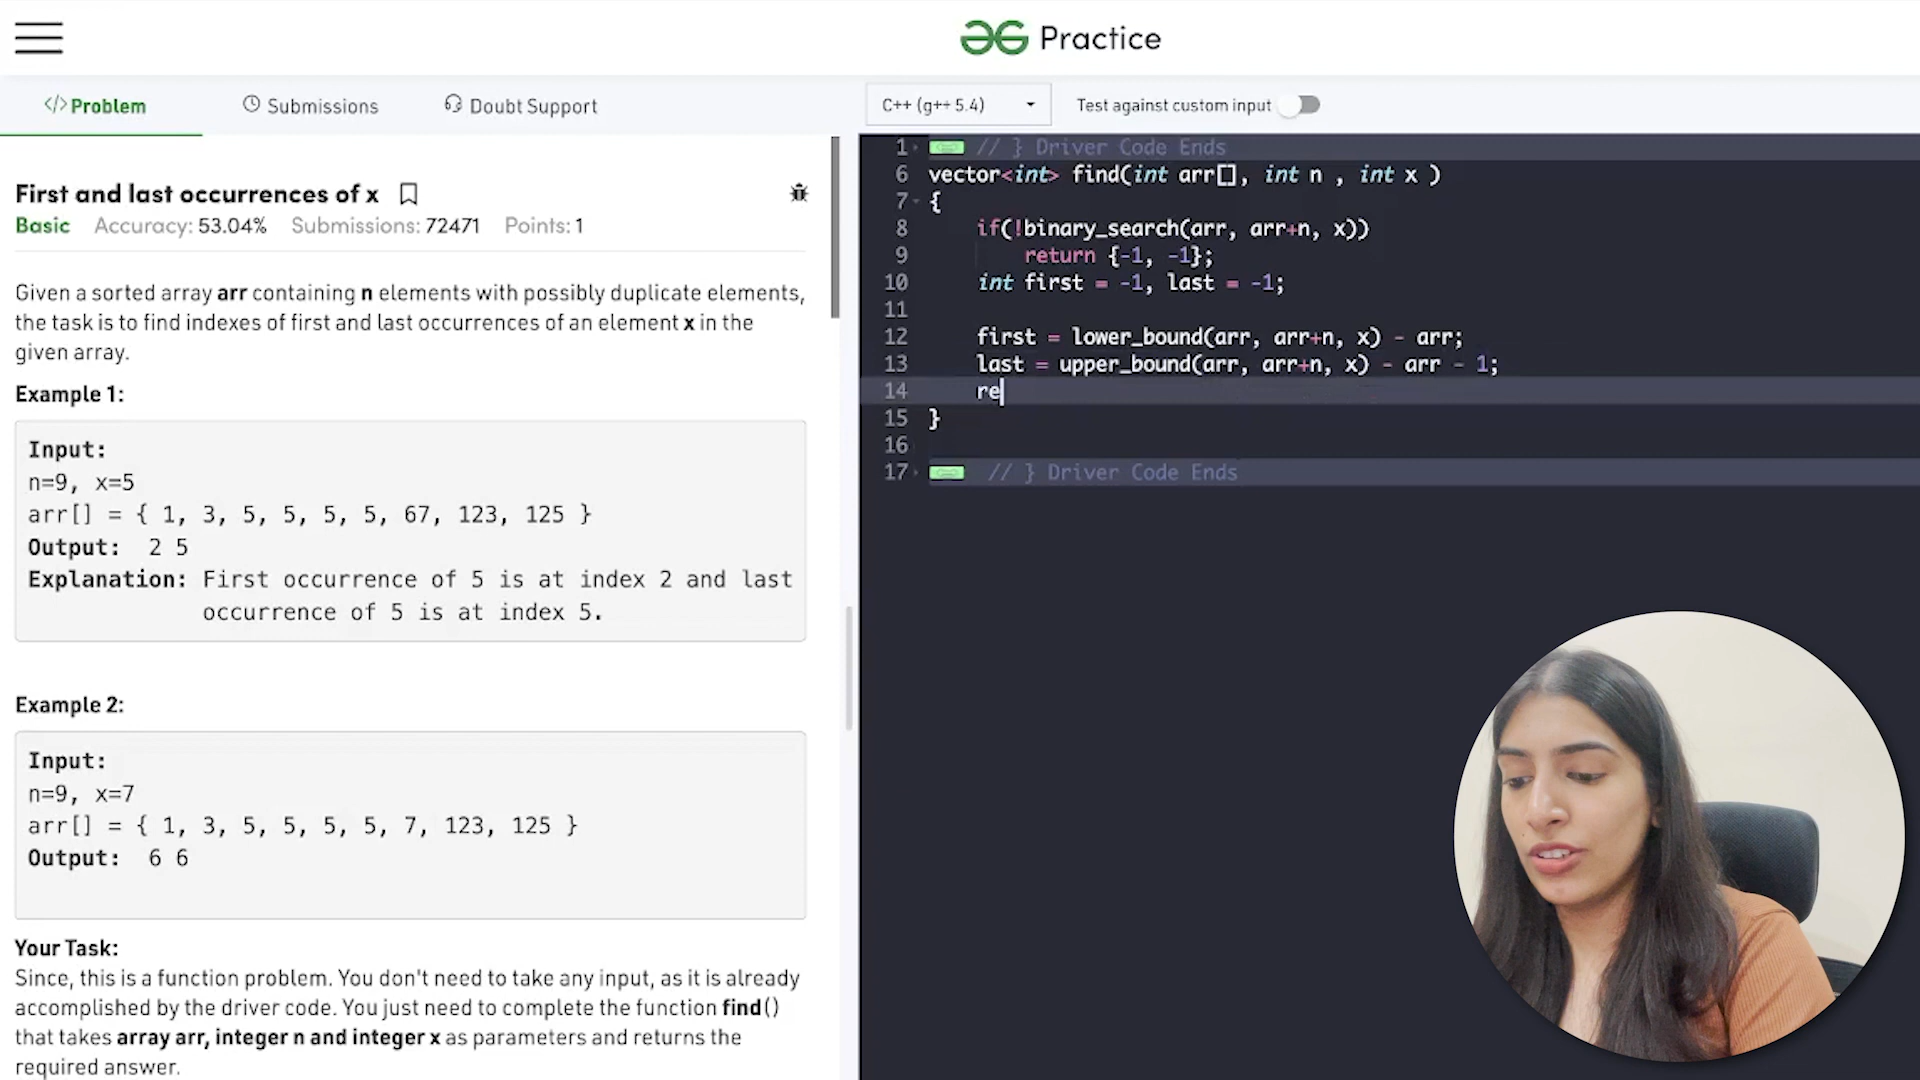 Practice
</>Problem
Submissions
Doubt Support
C++ (g++ 5.4)
Test against custom input
First and last occurrences of x
Basic Accuracy: 53.04% Submissions: 72471 Points: 1
Given a sorted array arr containing n elements with possibly duplicate elements,
the task is to find indexes of first and last occurrences of an element x in the
given array.
Example 1:
Input:
n=9, x=5
arr[] = { 1, 3, 5, 5, 5, 5, 67, 123, 125 }
Output:  2 5
Explanation: First occurrence of 5 is at index 2 and last
occurrence of 5 is at index 5.
Example 2:
Input:
n=9, x=7
arr[] = { 1, 3, 5, 5, 5, 5, 7, 123, 125 }
Output:  6 6
Your Task:
Since, this is a function problem. You don't need to take any input, as it is already
accomplished by the driver code. You just need to complete the function find()
that takes array arr, integer n and integer x as parameters and returns the
required answer.
1 // } Driver Code Ends
6 vector<int> find(int arr[], int n , int x )
7 {
8     if(!binary_search(arr, arr+n, x))
9         return {-1, -1};
10     int first = -1, last = -1;
11
12     first = lower_bound(arr, arr+n, x) - arr;
13     last = upper_bound(arr, arr+n, x) - arr - 1;
14     re
15 }
16
17 // } Driver Code Ends